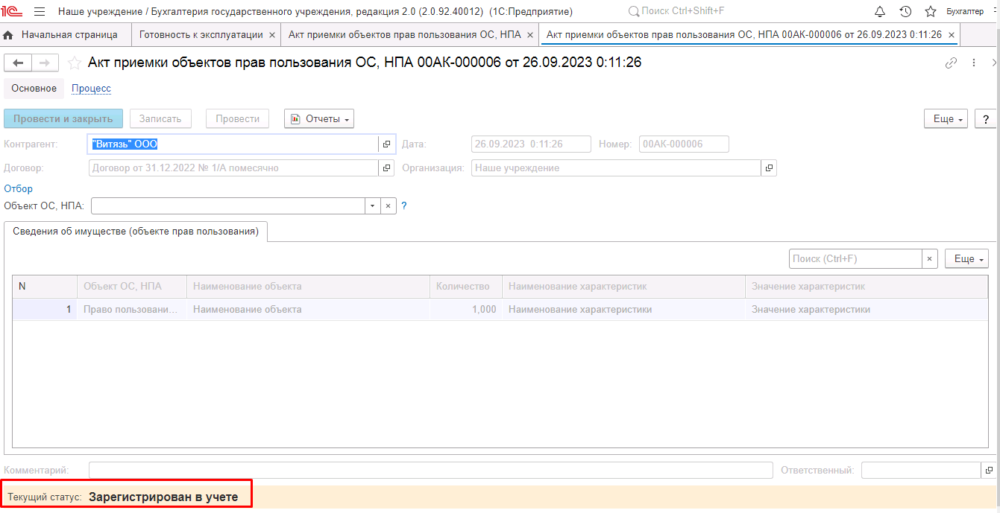 1С Наше учреждение / Бухгалтерия государственного учреждения, редакция 2.0 (2.0.92.40012) (1С:Предприятие) Поиск Ctrl+Shift+F Бухгалтер
Начальная страница Готовность к эксплуатации × Акт приемки объектов прав пользования ОС, НПА × Акт приемки объектов прав пользования ОС, НПА 00АК-000006 от 26.09.2023 0:11:26 ×
Акт приемки объектов прав пользования ОС, НПА 00АК-000006 от 26.09.2023 0:11:26
Основное Процесс
Провести и закрыть Записать Провести Отчеты Еще ?
Контрагент: "Витязь" ООО Дата: 26.09.2023 0:11:26 Номер: 00АК-000006
Договор: Договор от 31.12.2022 № 1/А помесячно Организация: Наше учреждение
Отбор
Объект ОС, НПА: × ?
Сведения об имуществе (объекте прав пользования)
Поиск (Ctrl+F) × Еще
N Объект ОС, НПА Наименование объекта Количество Наименование характеристик Значение характеристик
1 Право пользовани... Наименование объекта 1,000 Наименование характеристики Значение характеристики
Комментарий: Ответственный:
Текущий статус: Зарегистрирован в учете